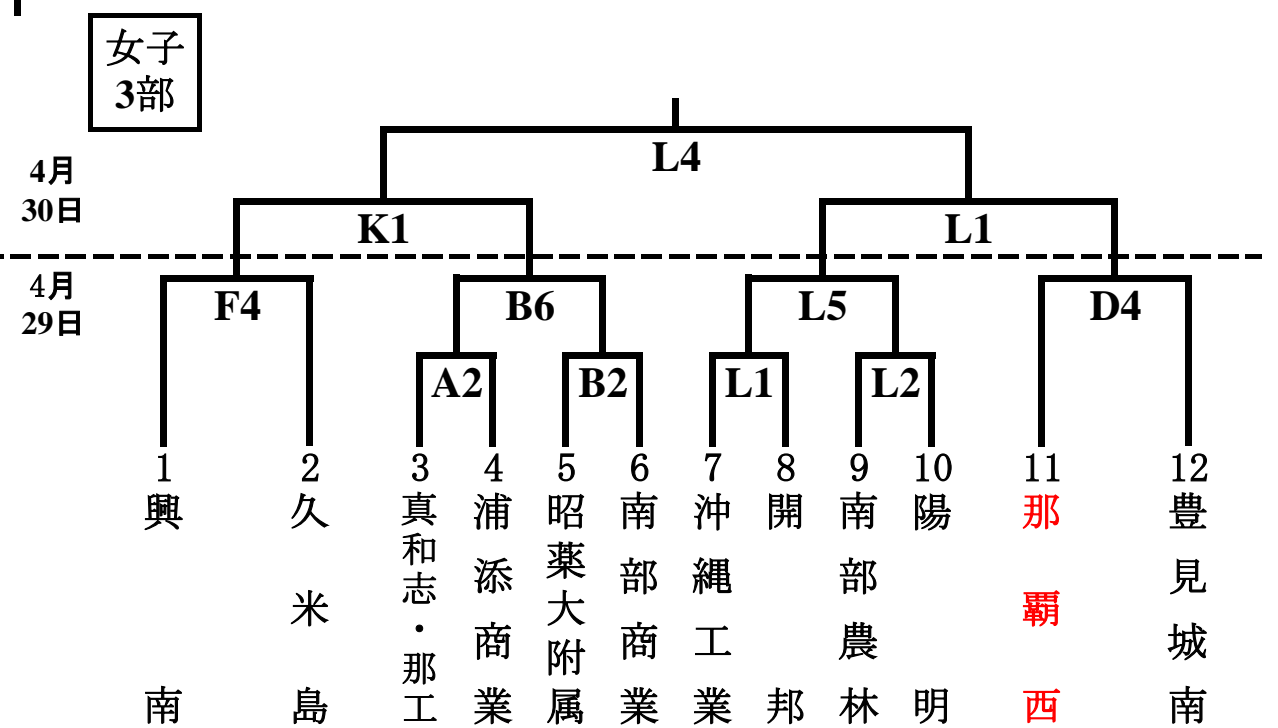 女子
3部
L4
4月
30日
K1
L1
4月
29日
F4
B6
L5
D4
A2
B2
L1
L2
1
2
3
4
5
6
7
8
9
10
11
12
興南
久米島
真和志・那工
浦添商業
昭薬大附属
南部商業
沖縄工業
開邦
南部農林
陽明
那覇西
豊見城南